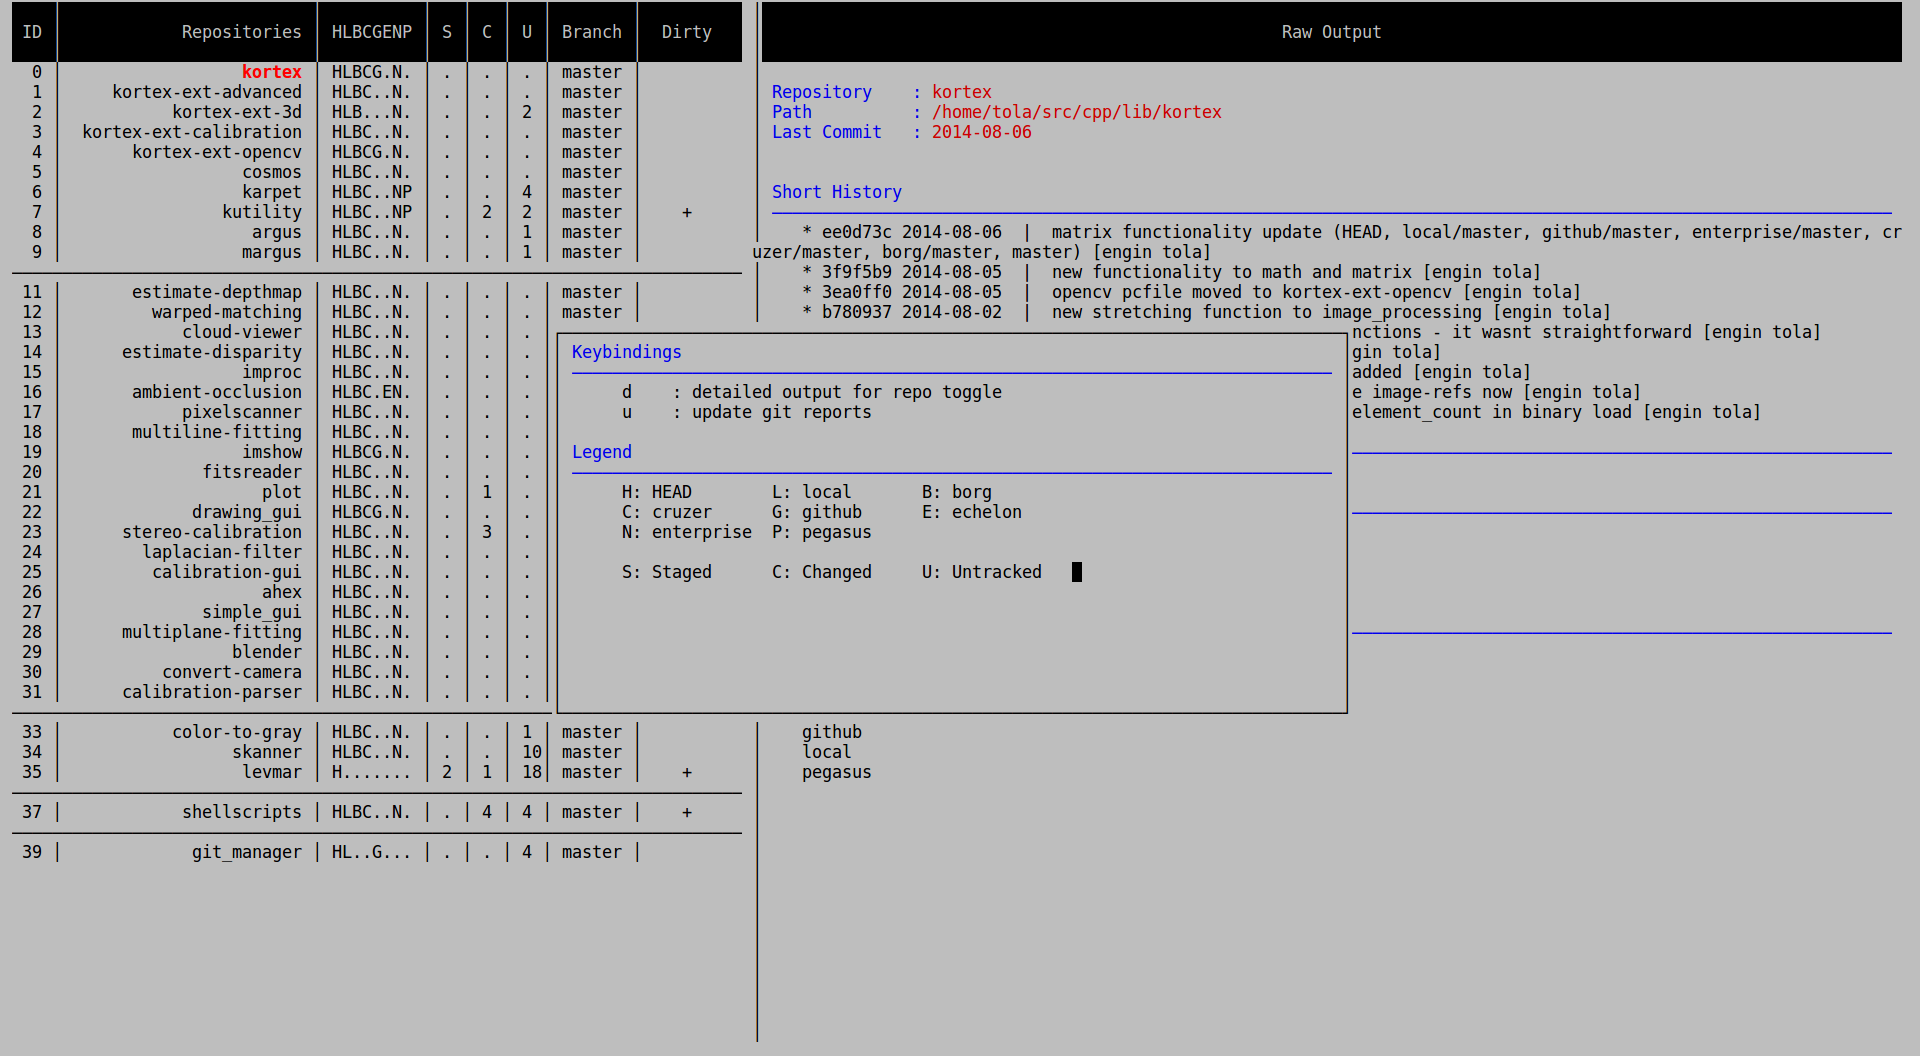 ID Repositories HLBCGENP S C U Branch Dirty
0 kortex HLBCG.N. . . . master
1 kortex-ext-advanced HLBC..N. . . . master
2 kortex-ext-3d HLB...N. . . 2 master
3 kortex-ext-calibration HLBC..N. . . . master
4 kortex-ext-opencv HLBCG.N. . . . master
5 cosmos HLBC..N. . . . master
6 karpet HLBC..NP . . 4 master
7 kutility HLBC..NP . 2 2 master +
8 argus HLBC..N. . . 1 master
9 margus HLBC..N. . . 1 master
11 estimate-depthmap HLBC..N. . . . master
12 warped-matching HLBC..N. . . . master
13 cloud-viewer HLBC..N. . . .
14 estimate-disparity HLBC..N. . . .
15 improc HLBC..N. . . .
16 ambient-occlusion HLBC.EN. . . .
17 pixelscanner HLBC..N. . . .
18 multiline-fitting HLBC..N. . . .
19 imshow HLBCG.N. . . .
20 fitsreader HLBC..N. . . .
21 plot HLBC..N. . 1 .
22 drawing_gui HLBCG.N. . . .
23 stereo-calibration HLBC..N. . 3 .
24 laplacian-filter HLBC..N. . . .
25 calibration-gui HLBC..N. . . .
26 ahex HLBC..N. . . .
27 simple_gui HLBC..N. . . .
28 multiplane-fitting HLBC..N. . . .
29 blender HLBC..N. . . .
30 convert-camera HLBC..N. . . .
31 calibration-parser HLBC..N. . . .
33 color-to-gray HLBC..N. . . 1 master
34 skanner HLBC..N. . . 10 master
35 levmar H....... 2 1 18 master +
37 shellscripts HLBC..N. . 4 4 master +
39 git_manager HL..G... . . 4 master
Raw Output
Repository : kortex
Path : /home/tola/src/cpp/lib/kortex
Last Commit : 2014-08-06
Short History
* ee0d73c 2014-08-06 | matrix functionality update (HEAD, local/master, github/master, enterprise/master, cr
uzer/master, borg/master, master) [engin tola]
* 3f9f5b9 2014-08-05 | new functionality to math and matrix [engin tola]
* 3ea0ff0 2014-08-05 | opencv pcfile moved to kortex-ext-opencv [engin tola]
* b780937 2014-08-02 | new stretching function to image_processing [engin tola]
nctions - it wasnt straightforward [engin tola]
gin tola]
added [engin tola]
e image-refs now [engin tola]
element_count in binary load [engin tola]
Keybindings
d : detailed output for repo toggle
u : update git reports
Legend
H: HEAD L: local B: borg
C: cruzer G: github E: echelon
N: enterprise P: pegasus
S: Staged C: Changed U: Untracked
github
local
pegasus